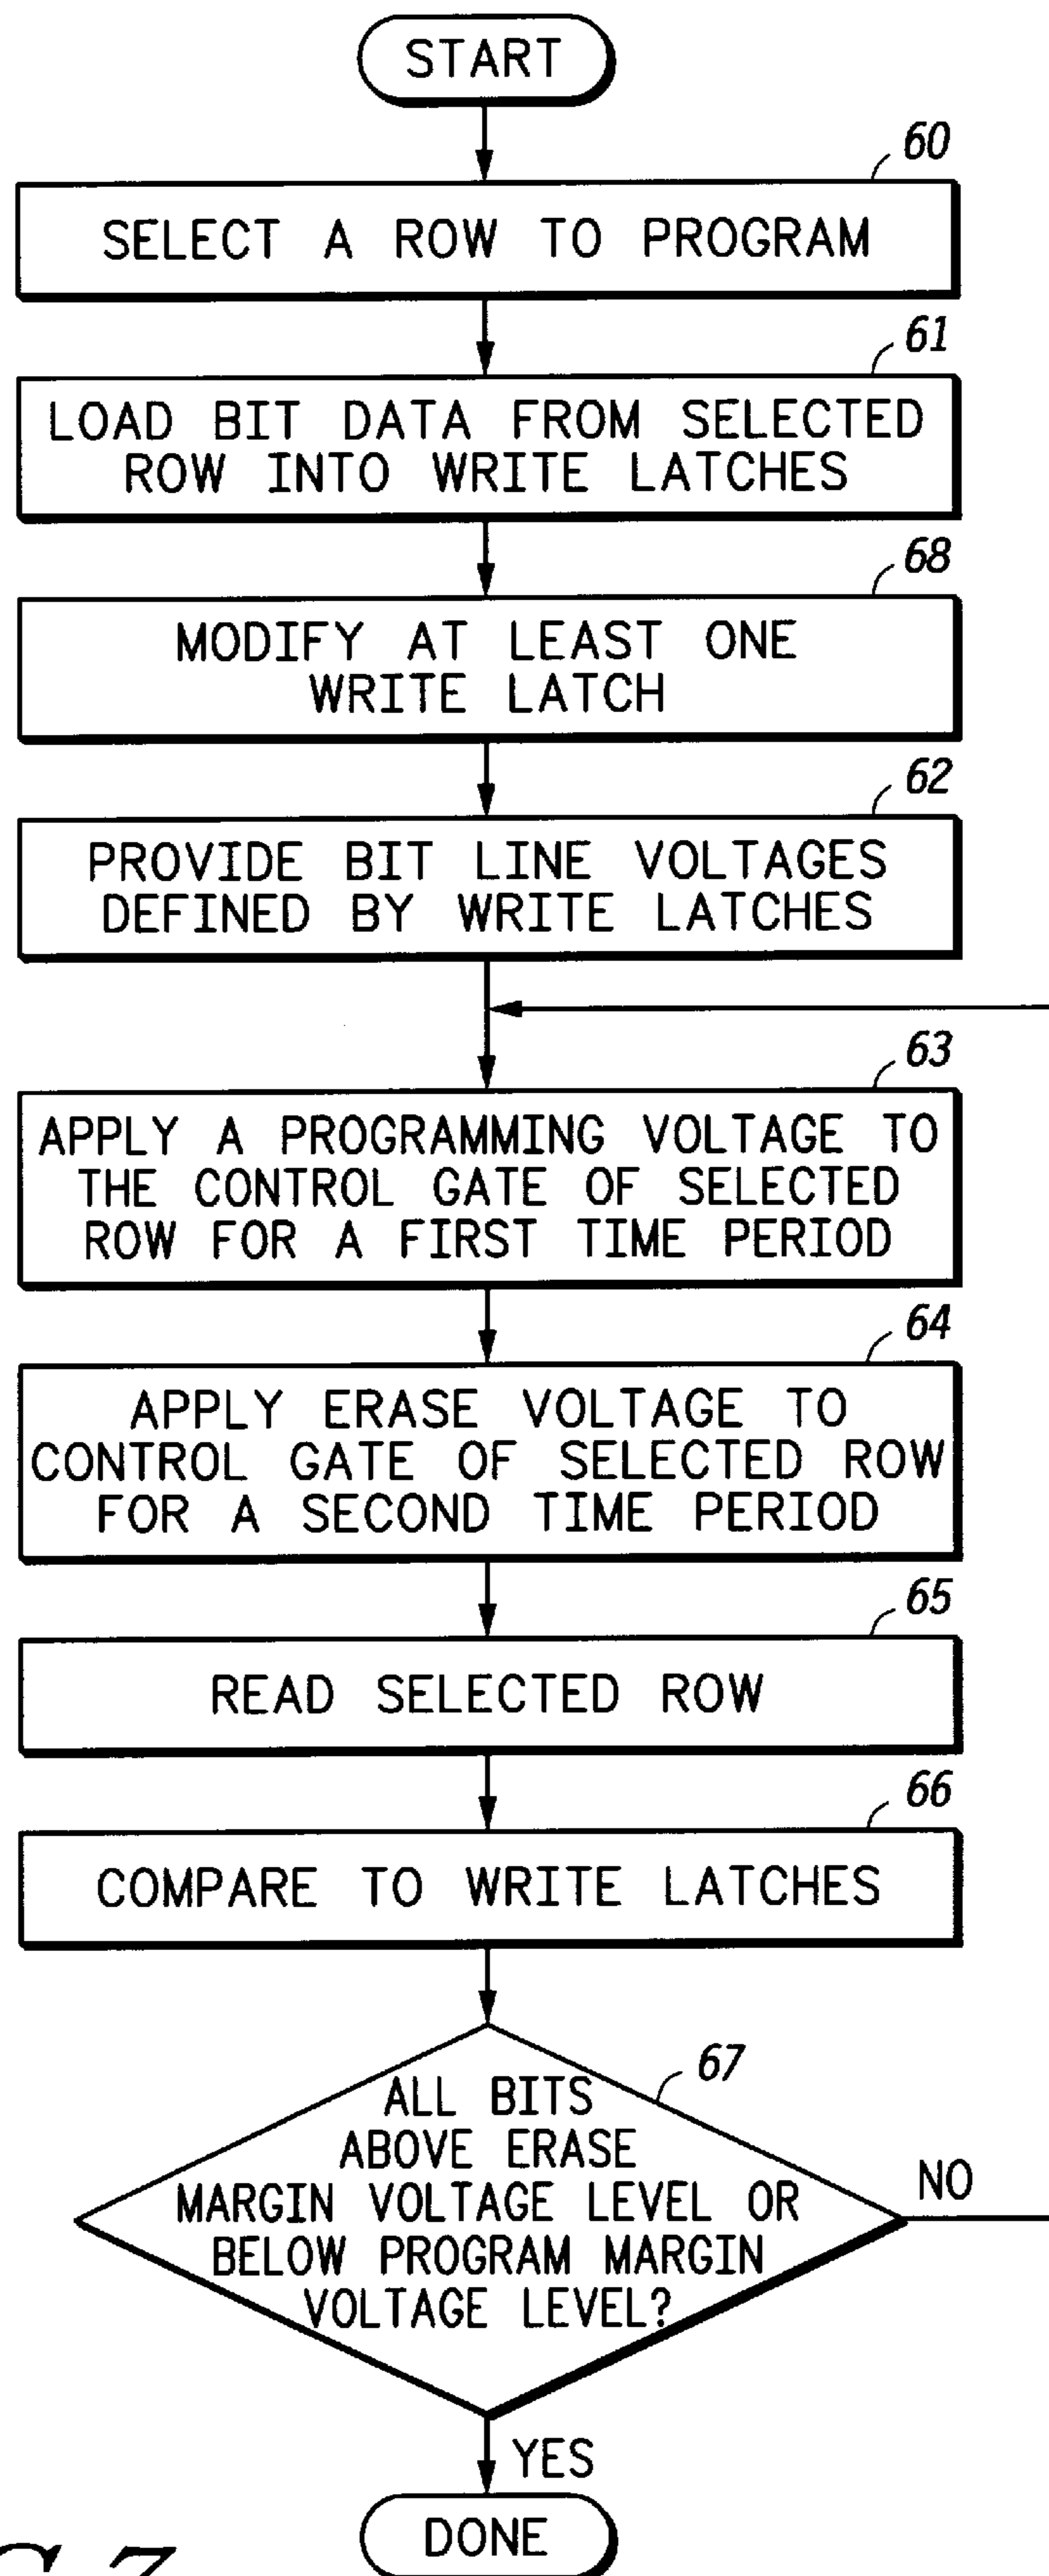 START
60
SELECT A ROW TO PROGRAM
61
LOAD BIT DATA FROM SELECTED
ROW INTO WRITE LATCHES
68
MODIFY AT LEAST ONE
WRITE LATCH
62
PROVIDE BIT LINE VOLTAGES
DEFINED BY WRITE LATCHES
63
APPLY A PROGRAMMING VOLTAGE TO
THE CONTROL GATE OF SELECTED
ROW FOR A FIRST TIME PERIOD
64
APPLY ERASE VOLTAGE TO
CONTROL GATE OF SELECTED ROW
FOR A SECOND TIME PERIOD
65
READ SELECTED ROW
66
COMPARE TO WRITE LATCHES
67
ALL BITS
ABOVE ERASE
MARGIN VOLTAGE LEVEL OR
BELOW PROGRAM MARGIN
VOLTAGE LEVEL?
NO
YES
DONE